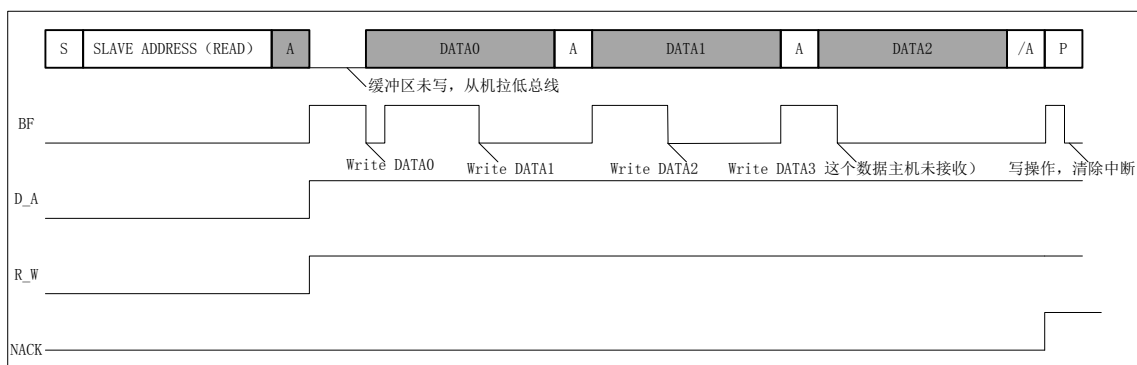 S SLAVE ADDRESS（READ） A DATA0 A DATA1 A DATA2 /A P
缓冲区未写，从机拉低总线
BF
Write DATA0 Write DATA1 Write DATA2 Write DATA3 这个数据主机未接收） 写操作，清除中断
D_A
R_W
NACK